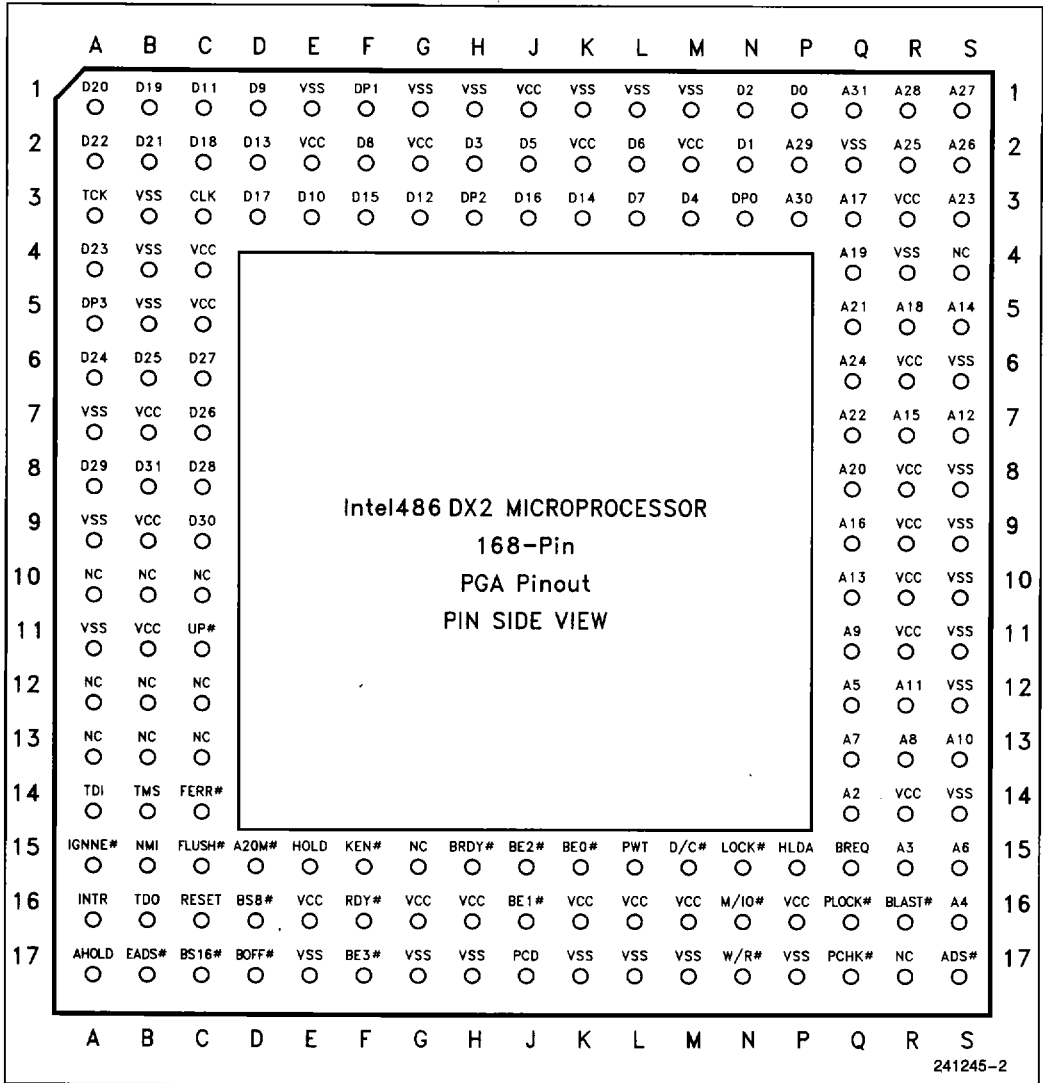 A B C D E F G H J K L M N P Q R S
1 D20 D19 D11 D9 VSS DP1 VSS VSS VCC VSS VSS VSS D2 D0 A31 A28 A27 1
2 D22 D21 D18 D13 VCC D8 VCC D3 D5 VCC D6 VCC D1 A29 VSS A25 A26 2
3 TCK VSS CLK D17 D10 D15 D12 DP2 D16 D14 D7 D4 DP0 A30 A17 VCC A23 3
4 D23 VSS VCC A19 VSS NC 4
5 DP3 VSS VCC A21 A18 A14 5
6 D24 D25 D27 A24 VCC VSS 6
7 VSS VCC D26 A22 A15 A12 7
8 D29 D31 D28 A20 VCC VSS 8
Intel486 DX2 MICROPROCESSOR
9 VSS VCC D30 A16 VCC VSS 9
168-Pin
10 NC NC NC A13 VCC VSS 10
PGA Pinout
PIN SIDE VIEW
11 VSS VCC UP# A9 VCC VSS 11
12 NC NC NC A5 A11 VSS 12
13 NC NC NC A7 A8 A10 13
14 TDI TMS FERR# A2 VCC VSS 14
15 IGNNE# NMI FLUSH# A20M# HOLD KEN# NC BRDY# BE2# BE0# PWT D/C# LOCK# HLDA BREQ A3 A6 15
16 INTR TDO RESET BS8# VCC RDY# VCC VCC BE1# VCC VCC VCC M/IO# VCC PLOCK# BLAST# A4 16
17 AHOLD EADS# BS16# BOFF# VSS BE3# VSS VSS PCD VSS VSS VSS W/R# VSS PCHK# NC ADS# 17
A B C D E F G H J K L M N P Q R S
241245-2